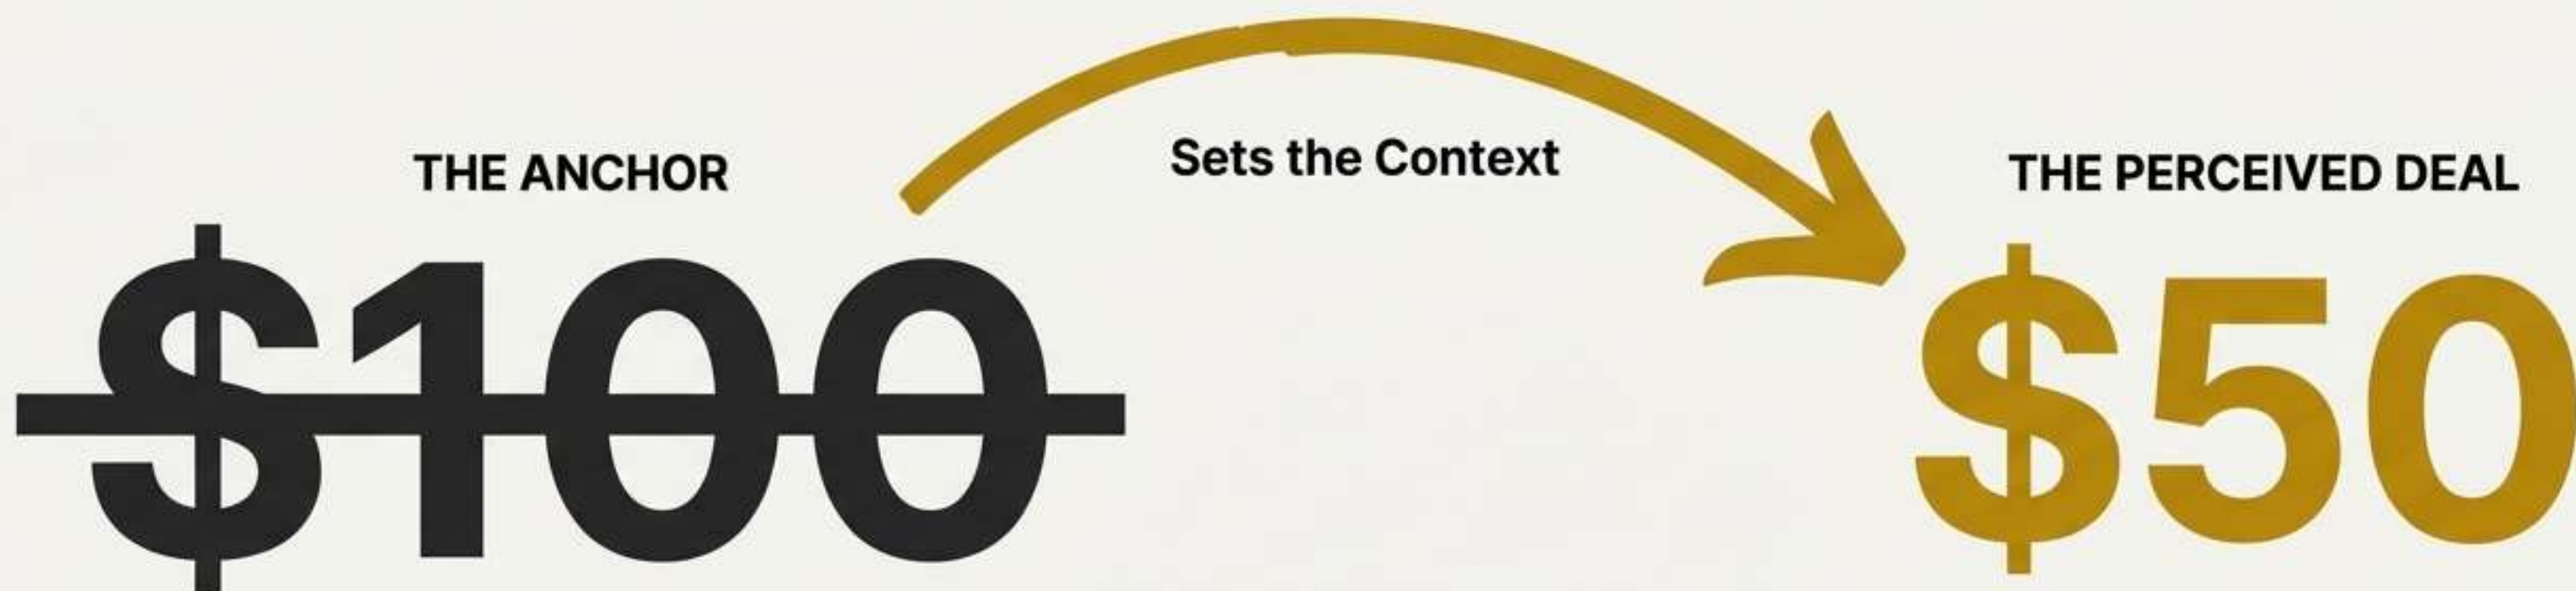 THE ANCHOR
Sets the Context
THE PERCEIVED DEAL
$100
$50